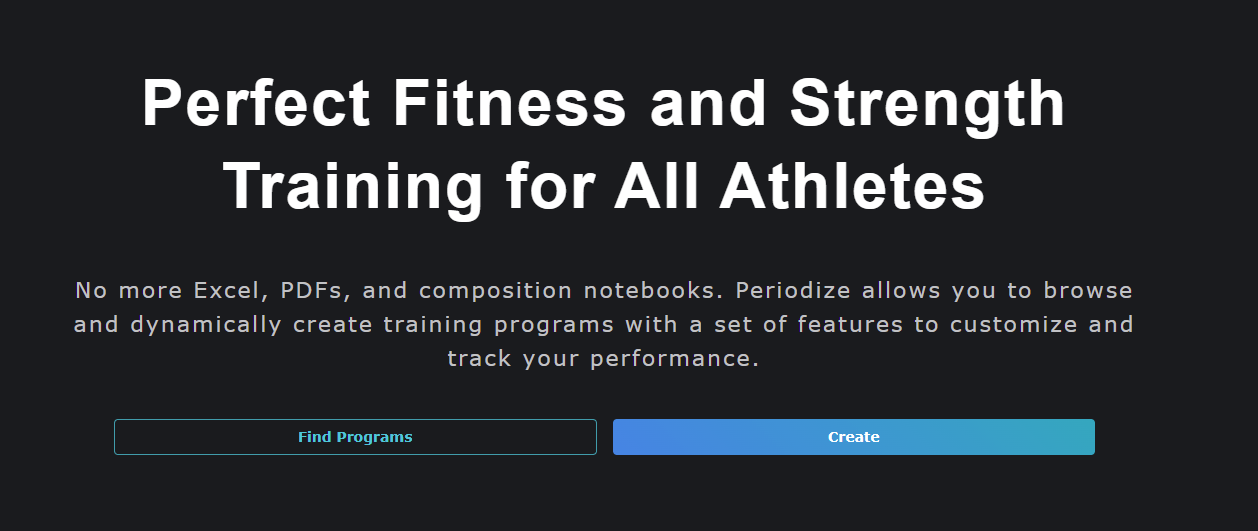 Perfect Fitness and Strength
Training for All Athletes
No more Excel, PDFs, and composition notebooks. Periodize allows you to browse
and dynamically create training programs with a set of features to customize and
track your performance.
Find Programs
Create